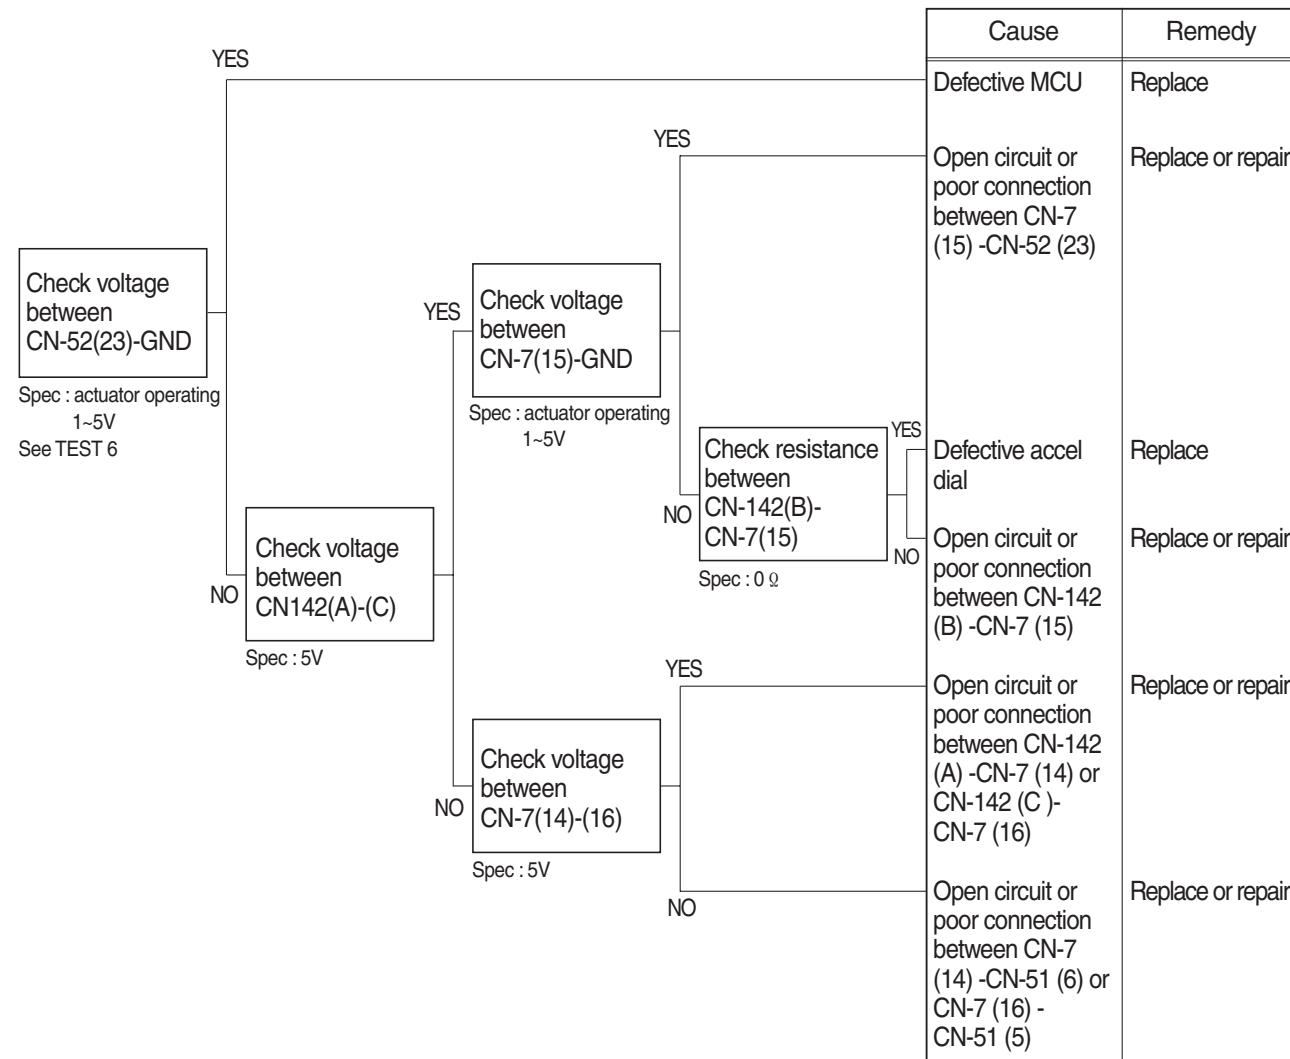 Cause
Remedy
YES
Defective MCU
Replace
YES
Open circuit or
poor connection
between CN-7
(15) -CN-52 (23)
Replace or repair
Check voltage
between
CN-52(23)-GND
Spec : actuator operating
1~5V
See TEST 6
YES
Check voltage
between
CN-7(15)-GND
Spec : actuator operating
1~5V
YES
Check resistance
between
CN-142(B)-
CN-7(15)
Spec : 0 Ω
NO
Defective accel
dial
Replace
NO
Open circuit or
poor connection
between CN-142
(B) -CN-7 (15)
Replace or repair
NO
Check voltage
between
CN142(A)-(C)
Spec : 5V
YES
Open circuit or
poor connection
between CN-142
(A) -CN-7 (14) or
CN-142 (C )-
CN-7 (16)
Replace or repair
NO
Check voltage
between
CN-7(14)-(16)
Spec : 5V
NO
Open circuit or
poor connection
between CN-7
(14) -CN-51 (6) or
CN-7 (16) -
CN-51 (5)
Replace or repair